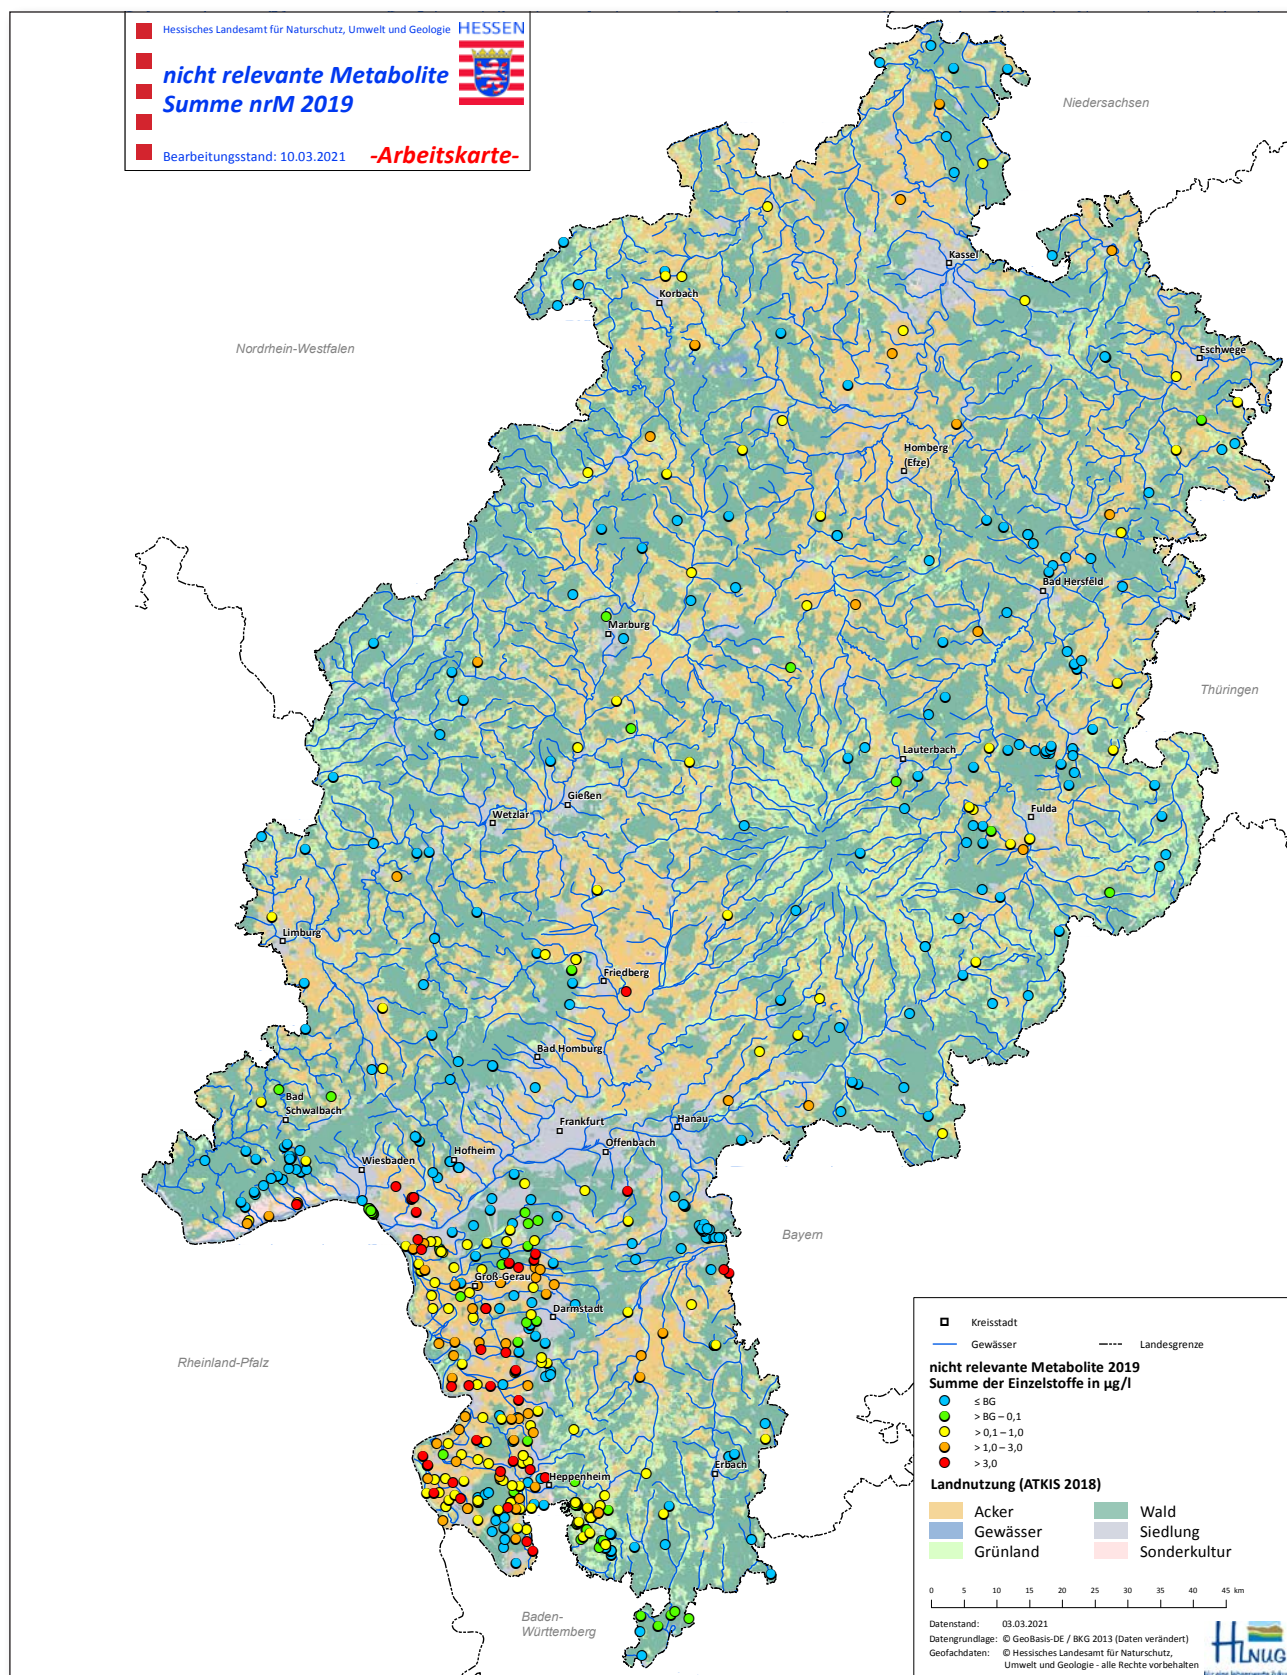 Hessisches Landesamt für Naturschutz, Umwelt und Geologie
HESSEN
nicht relevante Metabolite
Summe nrM 2019
Bearbeitungsstand: 10.03.2021
-Arbeitskarte-
Niedersachsen
Kassel
Korbach
Nordrhein-Westfalen
Eschwege
Homberg
(Efze)
Bad Hersfeld
Marburg
Thüringen
Lauterbach
Gießen
Wetzlar
Fulda
Limburg
Friedberg
Bad Homburg
Bad
Schwalbach
Frankfurt
Hanau
Offenbach
Hofheim
Wiesbaden
Bayern
Groß-Gerau
Darmstadt
Rheinland-Pfalz
Erbach
Heppenheim
Baden-
Württemberg
Kreisstadt
Gewässer
Landesgrenze
nicht relevante Metabolite 2019
Summe der Einzelstoffe in µg/l
≤ BG
> BG – 0,1
> 0,1 – 1,0
> 1,0 – 3,0
> 3,0
Landnutzung (ATKIS 2018)
Acker
Wald
Gewässer
Siedlung
Grünland
Sonderkultur
0 5 10 15 20 25 30 35 40 45 km
Datenstand: 03.03.2021
Datengrundlage: © GeoBasis-DE / BKG 2013 (Daten verändert)
Geofachdaten: © Hessisches Landesamt für Naturschutz,
Umwelt und Geologie - alle Rechte vorbehalten
HLNUG